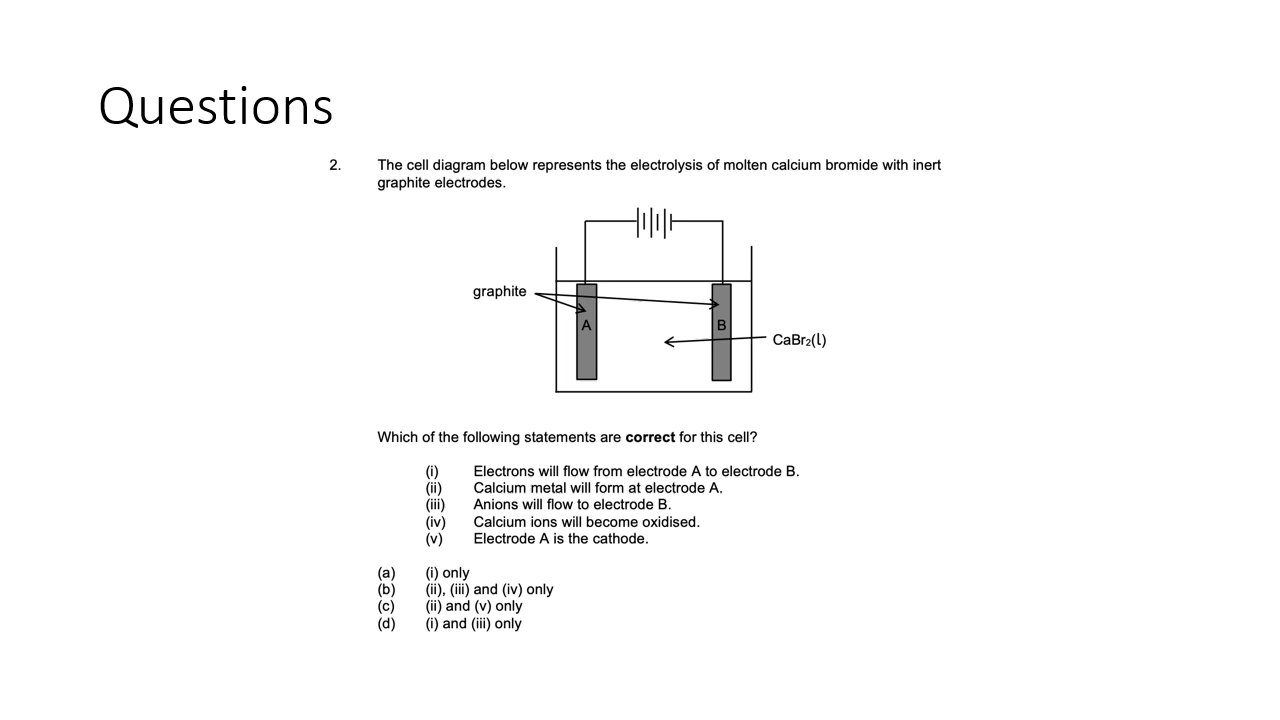 Questions
2. The cell diagram below represents the electrolysis of molten calcium bromide with inert
graphite electrodes.
graphite
A
B
CaBr₂(l)
Which of the following statements are correct for this cell?
(i) Electrons will flow from electrode A to electrode B.
(ii) Calcium metal will form at electrode A.
(iii) Anions will flow to electrode B.
(iv) Calcium ions will become oxidised.
(v) Electrode A is the cathode.
(a) (i) only
(b) (ii), (iii) and (iv) only
(c) (ii) and (v) only
(d) (i) and (iii) only